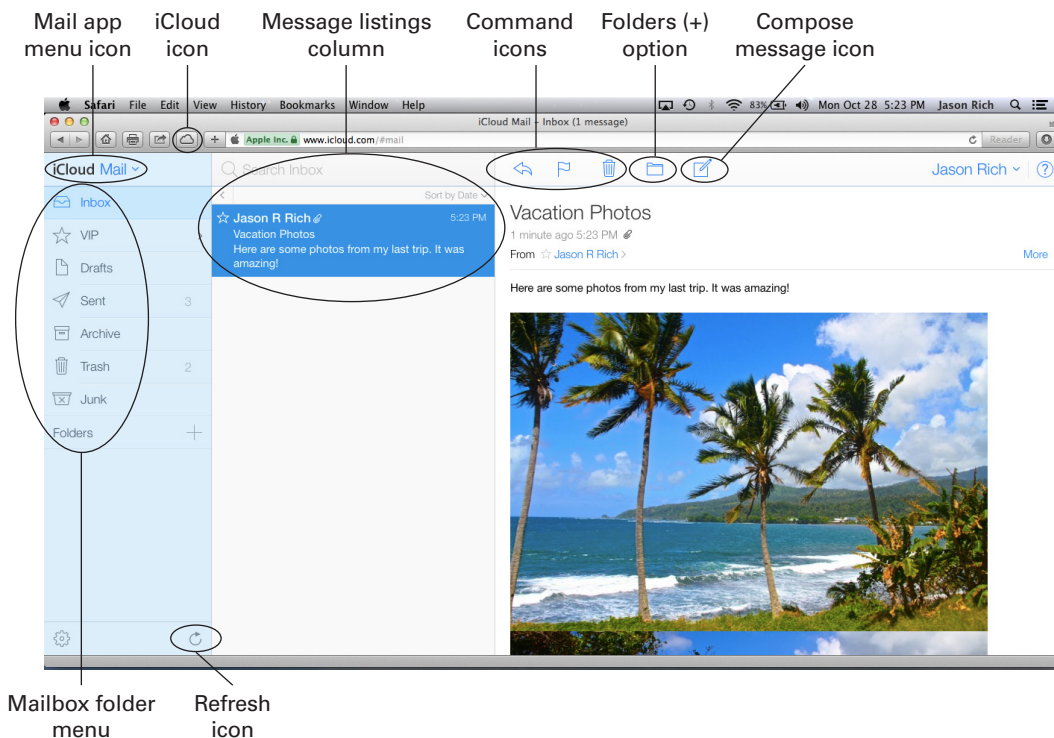 Mail app
menu icon
iCloud
icon
Message listings
column
Command
icons
Folders (+)
option
Compose
message icon
Safari File Edit View History Bookmarks Window Help 83% Mon Oct 28 5:23 PM Jason Rich
iCloud Mail – Inbox (1 message)
Apple Inc. www.icloud.com/#mail Reader
iCloud Mail
Search Inbox
Jason Rich ?
Inbox
VIP
Drafts
Sent 3
Archive
Trash 2
Junk
Folders
Sort by Date
Jason R Rich 5:23 PM
Vacation Photos
Here are some photos from my last trip. It was
amazing!
Vacation Photos
1 minute ago 5:23 PM
From Jason R Rich > More
Here are some photos from my last trip. It was amazing!
Mailbox folder
menu
Refresh
icon